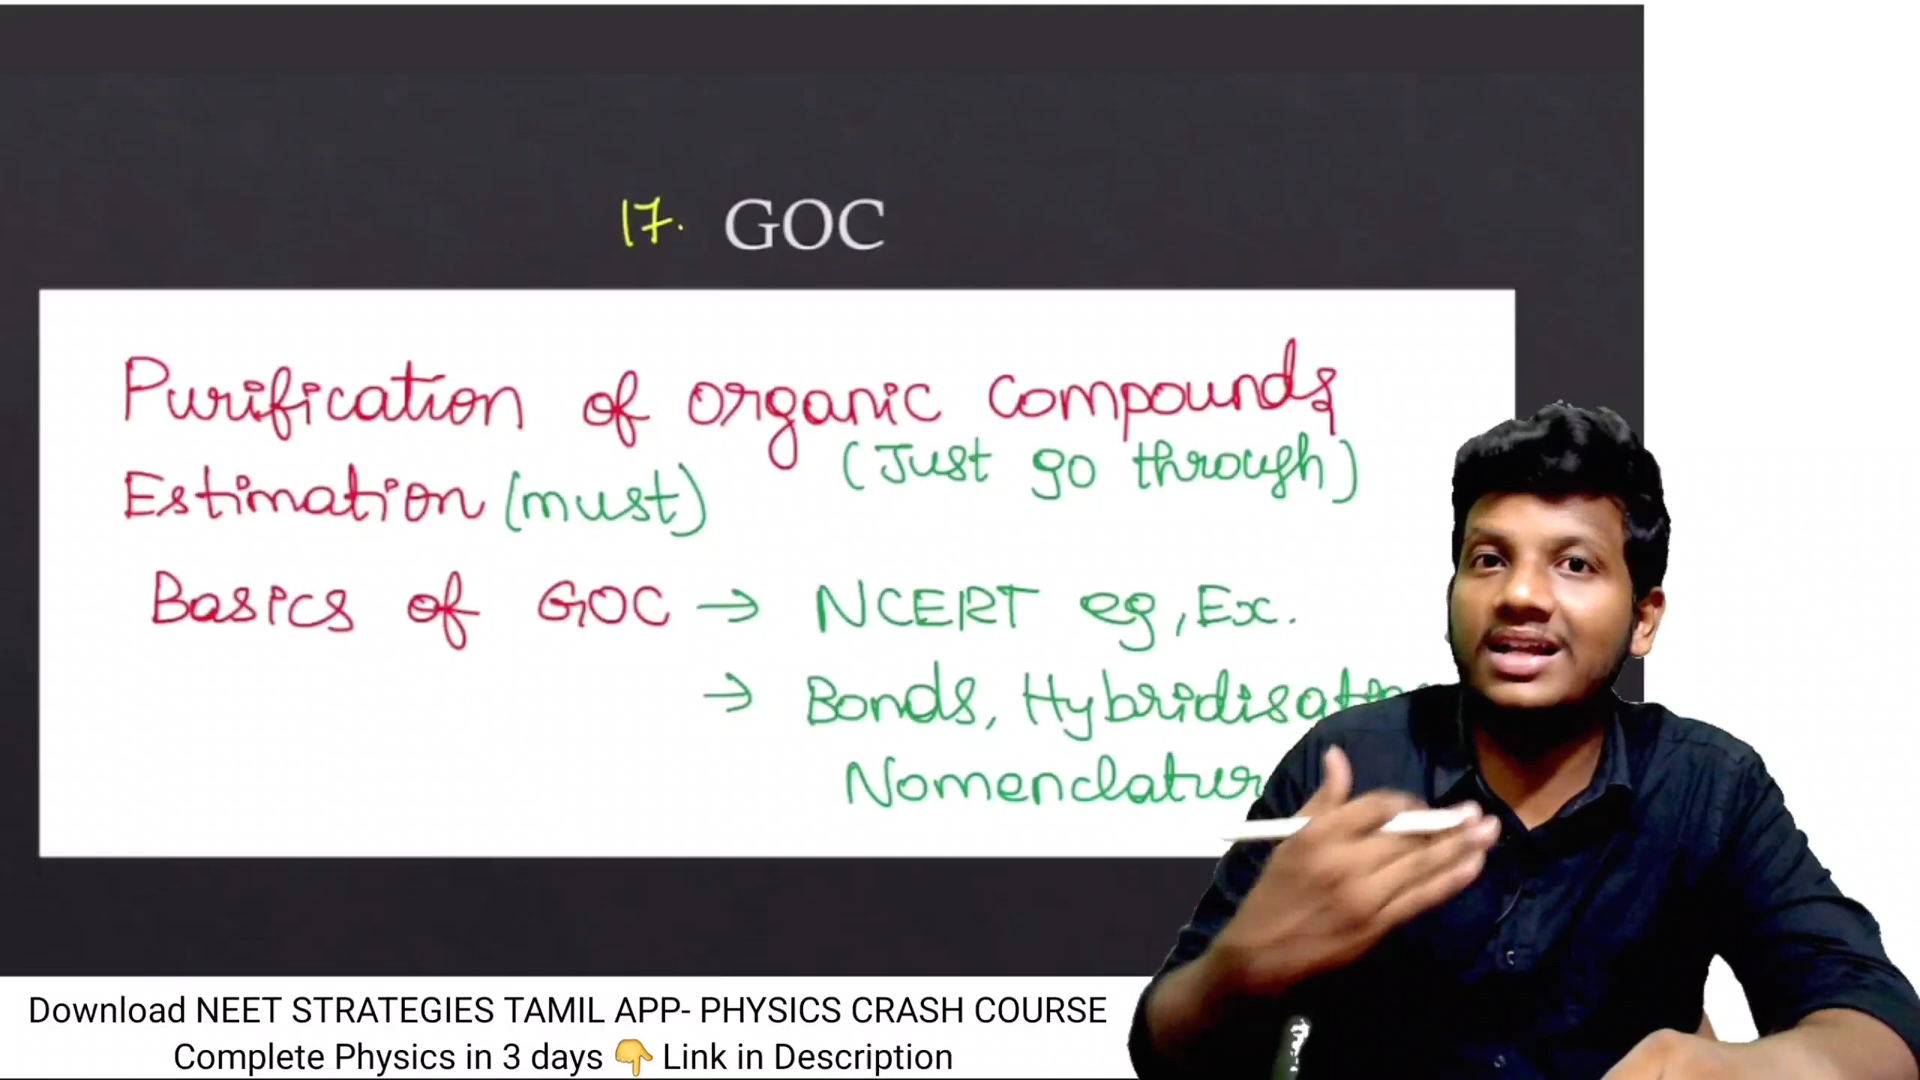 17. GOC
Purification of organic compounds
(Just go through)
Estimation (must)
Basics of GOC → NCERT eg, Ex.
→ Bonds, Hybridisat
Nomenclatur
Download NEET STRATEGIES TAMIL APP- PHYSICS CRASH COURSE
Complete Physics in 3 days 👇 Link in Description